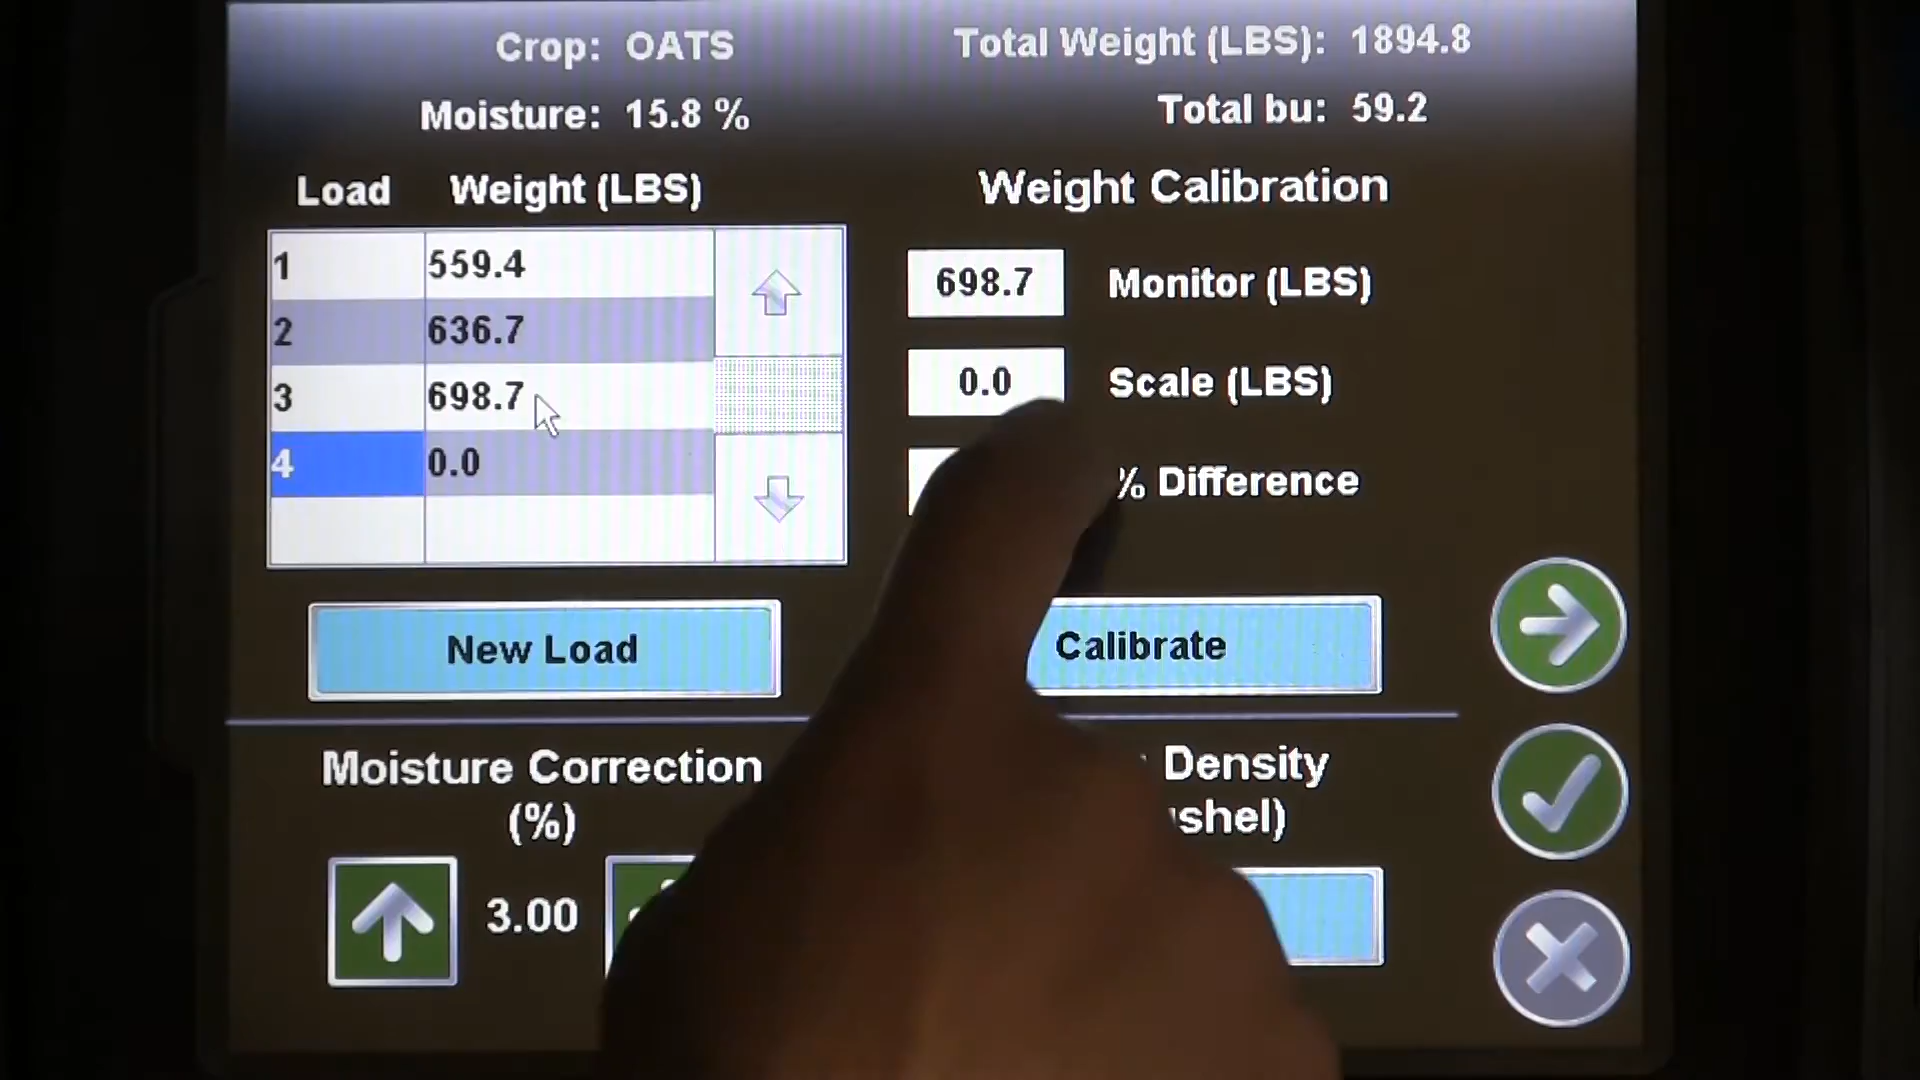 Crop: OATS
Total Weight (LBS): 1894.8
Moisture: 15.8 %
Total bu: 59.2
Load Weight (LBS)
1 559.4
2 636.7
3 698.7
4 0.0
New Load
Weight Calibration
698.7 Monitor (LBS)
0.0 Scale (LBS)
% Difference
Calibrate
Moisture Correction
(%)
3.00
Density